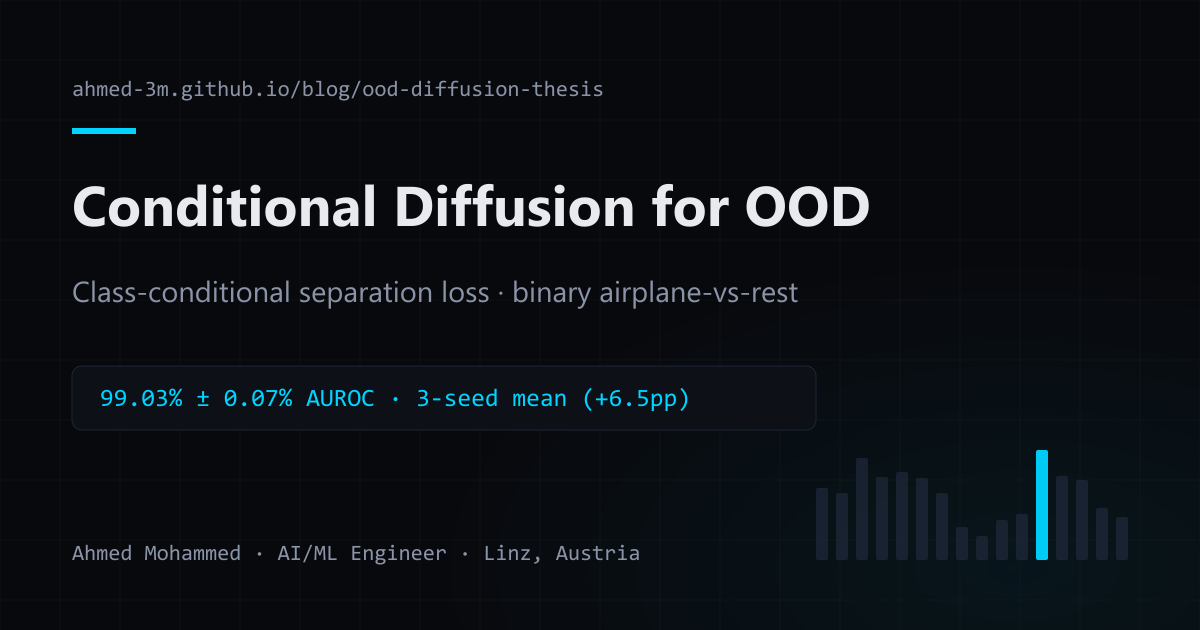 ahmed-3m.github.io/blog/ood-diffusion-thesis
Conditional Diffusion for OOD
Class-conditional separation loss · binary airplane-vs-rest
99.03% ± 0.07% AUROC · 3-seed mean (+6.5pp)
Ahmed Mohammed · AI/ML Engineer · Linz, Austria